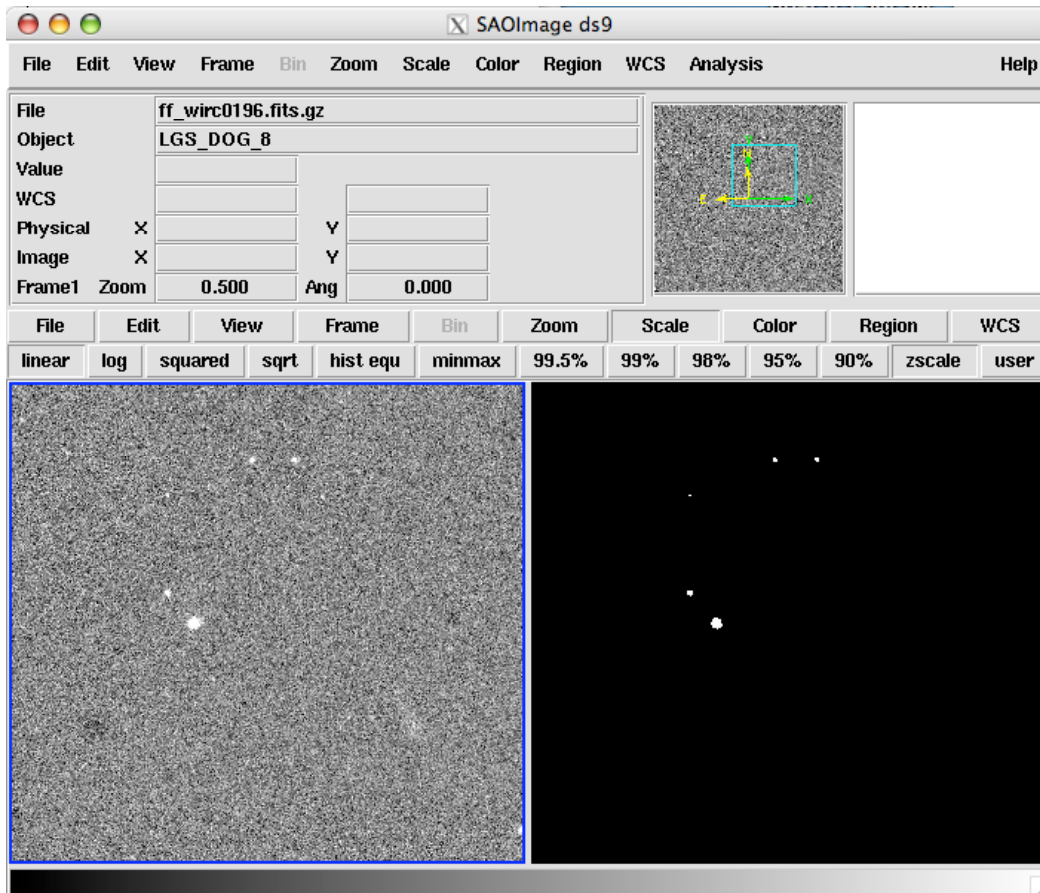 SAOImage ds9
File Edit View Frame Bin Zoom Scale Color Region WCS Analysis Help
File ff_wirc0196.fits.gz
Object LGS_DOG_8
Value
WCS
Physical X Y
Image X Y
Frame1 Zoom 0.500 Ang 0.000
Y
N
E X
File Edit View Frame Bin Zoom Scale Color Region WCS
linear log squared sqrt hist equ minmax 99.5% 99% 98% 95% 90% zscale user